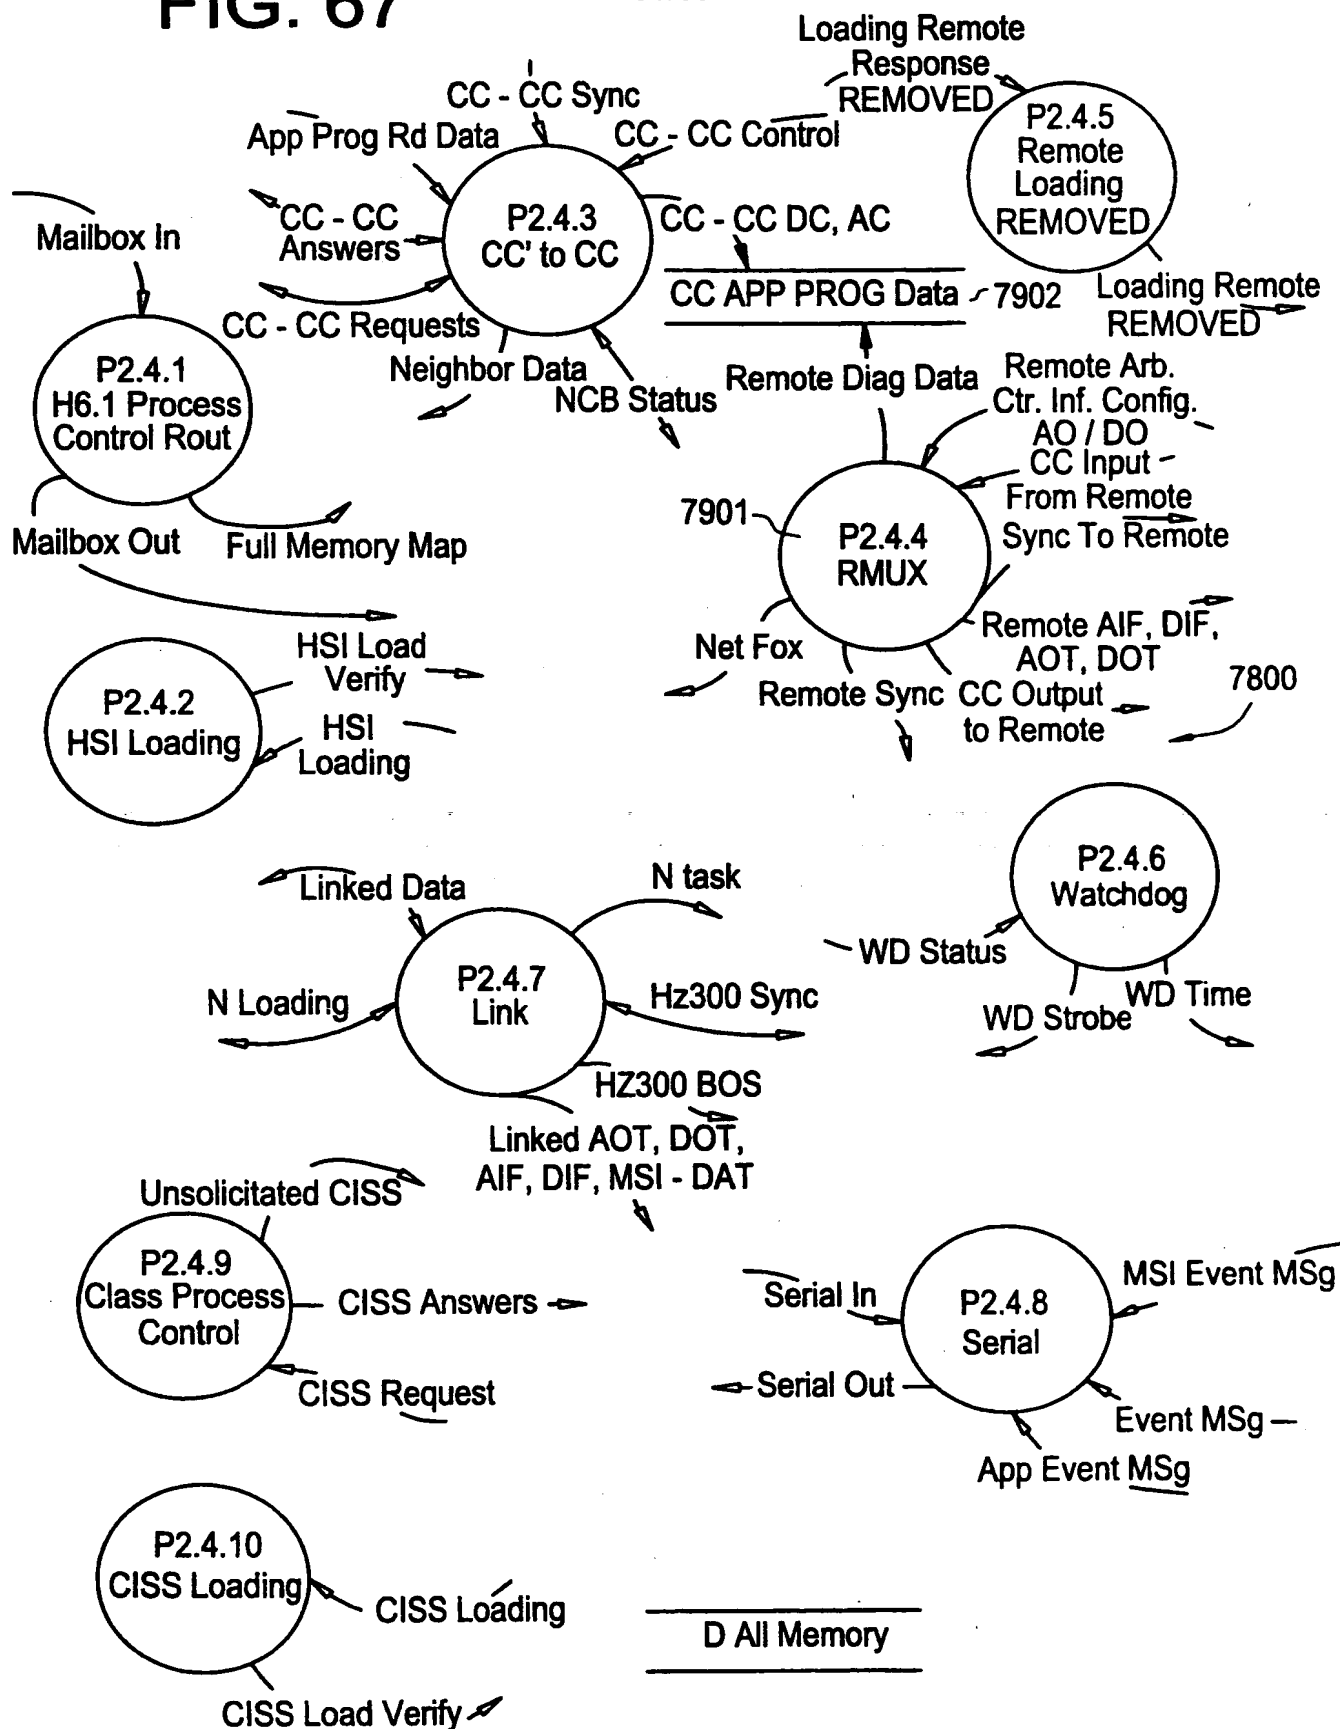 FIG. 67
Loading Remote
Response
REMOVED
CC - CC Sync
App Prog Rd Data
CC - CC Control
P2.4.5
Remote
Loading
REMOVED
Mailbox In
CC - CC
Answers
P2.4.3
CC' to CC
CC - CC DC, AC
CC APP PROG Data
7902
Loading Remote
REMOVED
CC - CC Requests
P2.4.1
H6.1 Process
Control Rout
Neighbor Data
NCB Status
Remote Diag Data
Remote Arb.
Ctr. Inf. Config.
AO / DO
CC Input
From Remote
Mailbox Out
Full Memory Map
7901
P2.4.4
RMUX
Sync To Remote
Remote AIF, DIF,
AOT, DOT
Net Fox
Remote Sync
CC Output
to Remote
7800
HSI Load
Verify
P2.4.2
HSI Loading
HSI
Loading
Linked Data
N task
P2.4.6
Watchdog
WD Status
WD Strobe
WD Time
N Loading
P2.4.7
Link
Hz300 Sync
HZ300 BOS
Linked AOT, DOT,
AIF, DIF, MSI - DAT
Unsolicitated CISS
P2.4.9
Class Process
Control
CISS Answers
CISS Request
Serial In
P2.4.8
Serial
MSI Event MSg
Serial Out
Event MSg
App Event MSg
P2.4.10
CISS Loading
CISS Loading
D All Memory
CISS Load Verify